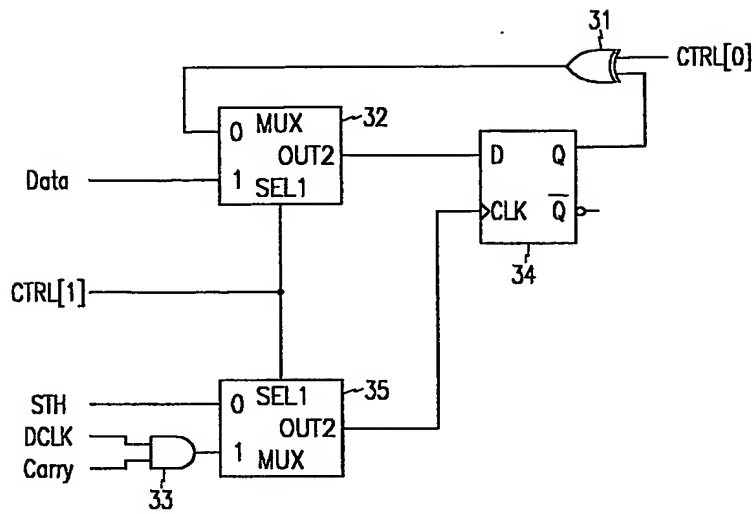 31
CTRL[0]
0 MUX 32
OUT2
Data 1 SEL1
D Q
CLK Q̅
34
CTRL[1]
STH 0 SEL1 35
OUT2
DCLK
Carry 1 MUX
33